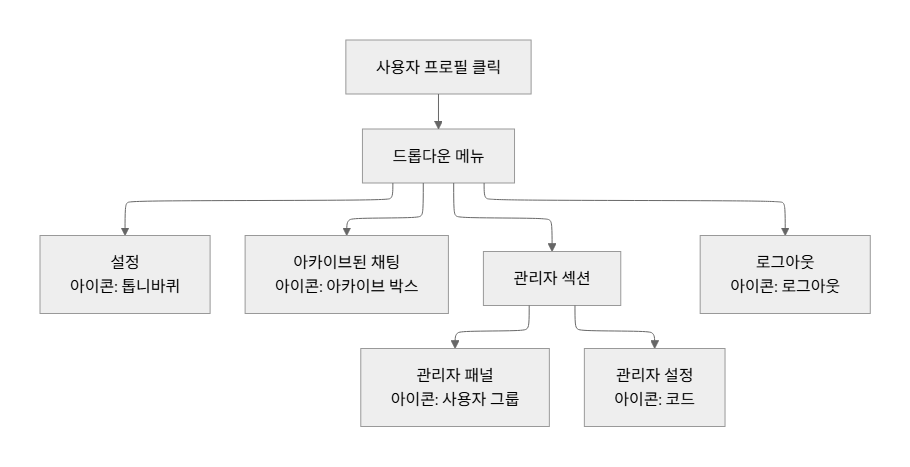 사용자 프로필 클릭
드롭다운 메뉴
설정
아이콘: 톱니바퀴
아카이브된 채팅
아이콘: 아카이브 박스
관리자 섹션
로그아웃
아이콘: 로그아웃
관리자 패널
아이콘: 사용자 그룹
관리자 설정
아이콘: 코드